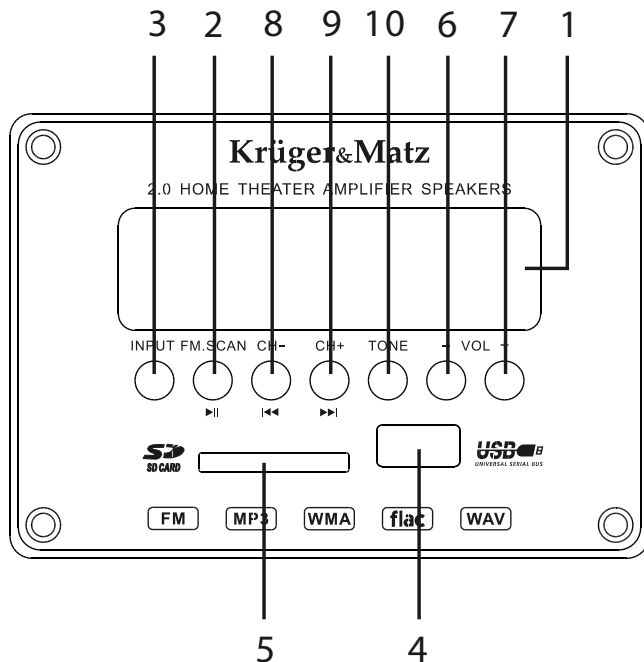 3 2 8 9 10 6 7 1
Krüger&Matz
2.0 HOME THEATER AMPLIFIER SPEAKERS
INPUT FM.SCAN CH- CH+ TONE - VOL +
SD
SD CARD
USB
UNIVERSAL SERIAL BUS
FM MP3 WMA flac WAV
5 4